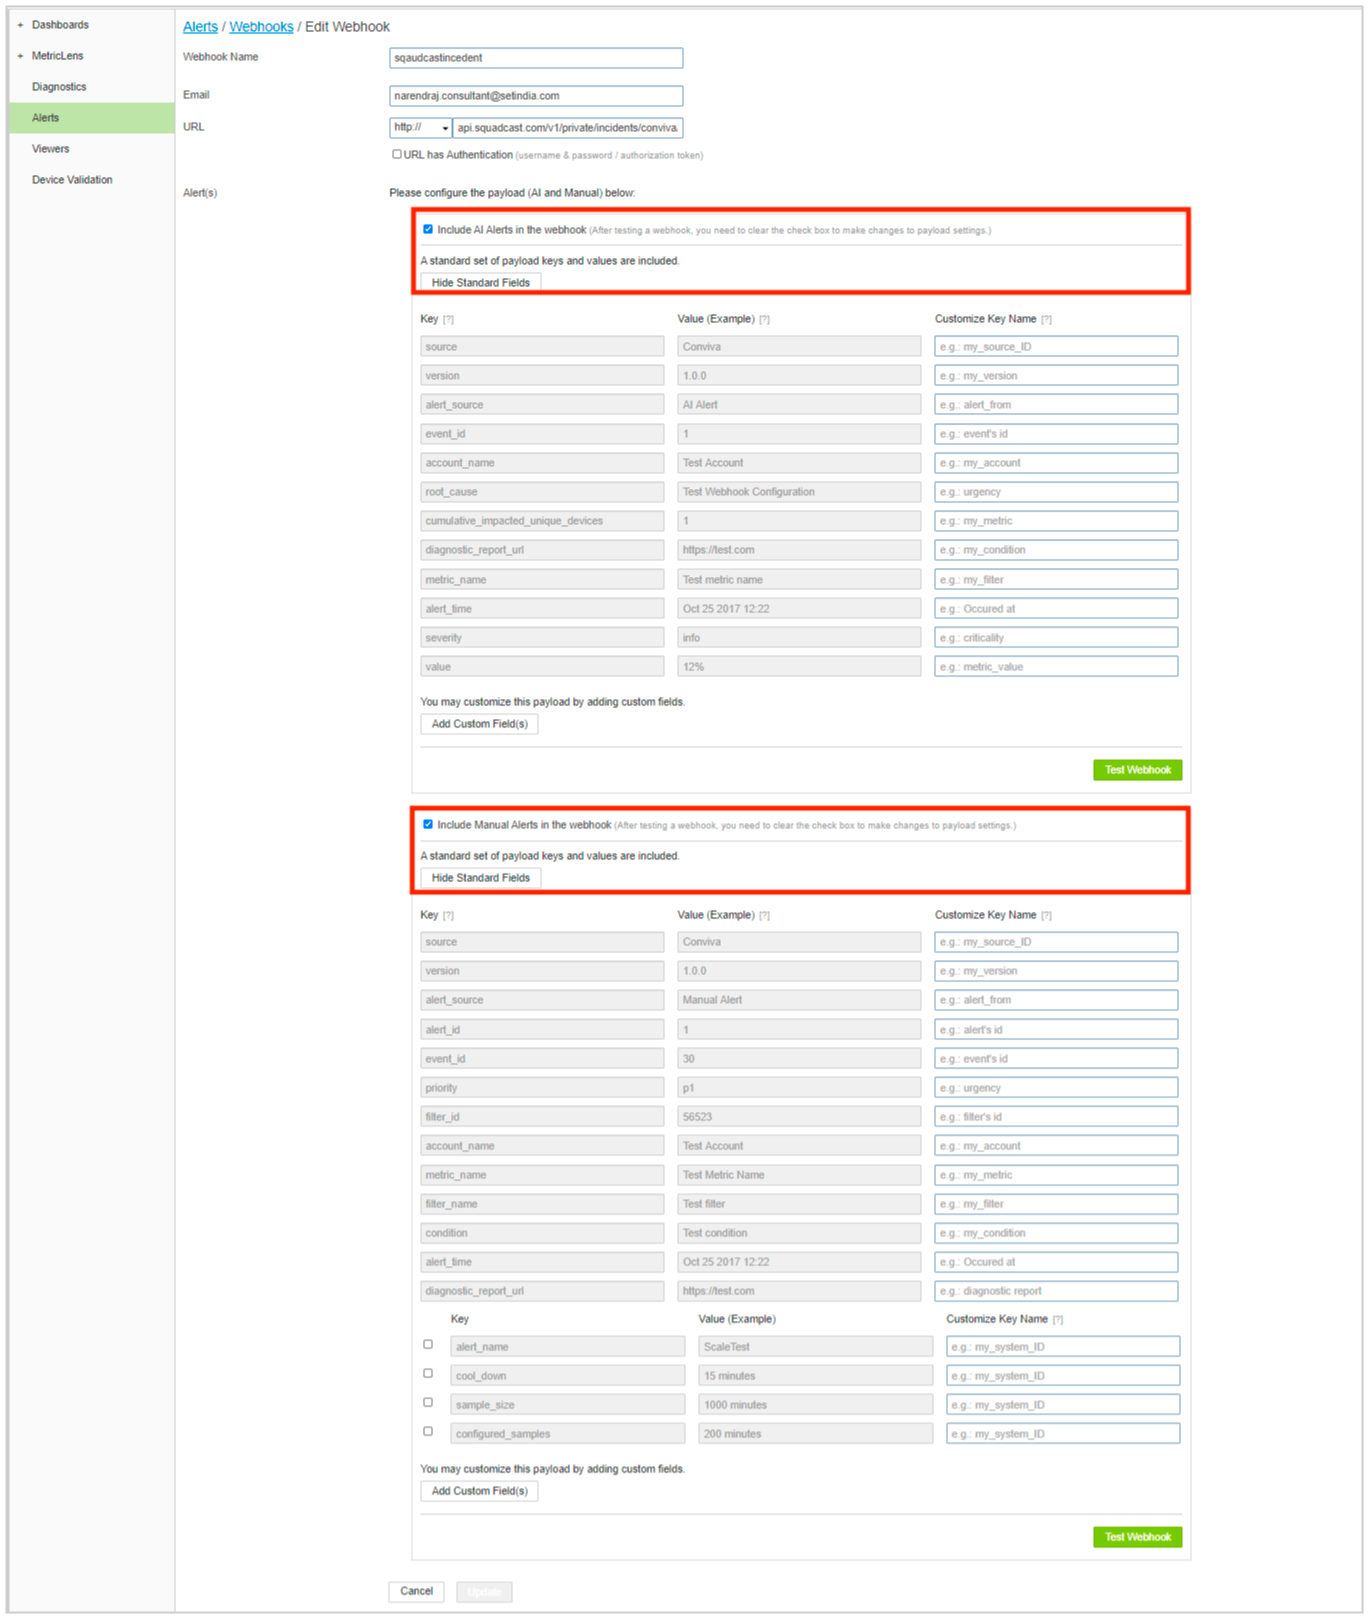 + Dashboards
+ MetricLens
Diagnostics
Alerts
Viewers
Device Validation
Alerts / Webhooks / Edit Webhook
Webhook Name sqaudcastincedent
Email narendraj.consultant@setindia.com
URL http:// api.squadcast.com/v1/private/incidents/conviva
URL has Authentication (username & password / authorization token)
Alert(s) Please configure the payload (AI and Manual) below:
Include AI Alerts in the webhook (After testing a webhook, you need to clear the check box to make changes to payload settings.)
A standard set of payload keys and values are included.
Hide Standard Fields
Key [?] Value (Example) [?] Customize Key Name [?]
source Conviva e.g.: my_source_ID
version 1.0.0 e.g.: my_version
alert_source AI Alert e.g.: alert_from
event_id 1 e.g.: event's id
account_name Test Account e.g.: my_account
root_cause Test Webhook Configuration e.g.: urgency
cumulative_impacted_unique_devices 1 e.g.: my_metric
diagnostic_report_url https://test.com e.g.: my_condition
metric_name Test metric name e.g.: my_filter
alert_time Oct 25 2017 12:22 e.g.: Occured at
severity info e.g.: criticality
value 12% e.g.: metric_value
You may customize this payload by adding custom fields.
Add Custom Field(s)
Test Webhook
Include Manual Alerts in the webhook (After testing a webhook, you need to clear the check box to make changes to payload settings.)
A standard set of payload keys and values are included.
Hide Standard Fields
Key [?] Value (Example) [?] Customize Key Name [?]
source Conviva e.g.: my_source_ID
version 1.0.0 e.g.: my_version
alert_source Manual Alert e.g.: alert_from
alert_id 1 e.g.: alert's id
event_id 30 e.g.: event's id
priority p1 e.g.: urgency
filter_id 56523 e.g.: filter's id
account_name Test Account e.g.: my_account
metric_name Test Metric Name e.g.: my_metric
filter_name Test filter e.g.: my_filter
condition Test condition e.g.: my_condition
alert_time Oct 25 2017 12:22 e.g.: Occured at
diagnostic_report_url https://test.com e.g.: diagnostic report
Key Value (Example) Customize Key Name [?]
alert_name ScaleTest e.g.: my_system_ID
cool_down 15 minutes e.g.: my_system_ID
sample_size 1000 minutes e.g.: my_system_ID
configured_samples 200 minutes e.g.: my_system_ID
You may customize this payload by adding custom fields.
Add Custom Field(s)
Test Webhook
Cancel Update